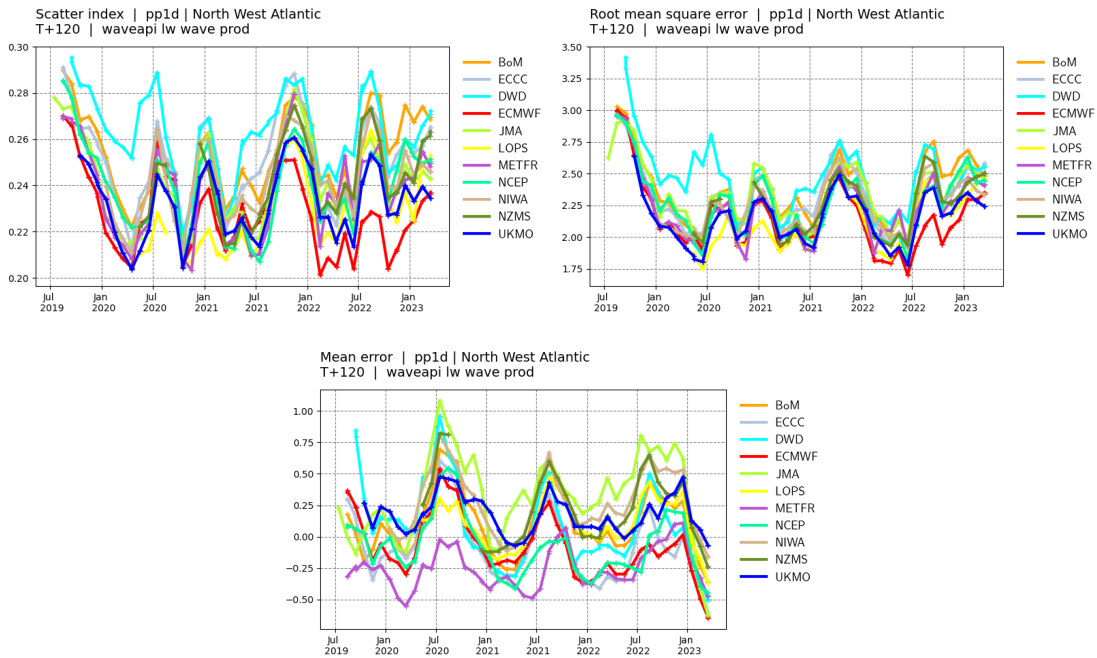 Scatter index | pp1d | North West Atlantic
T+120 | waveapi lw wave prod
0.30
0.28
0.26
0.24
0.22
0.20
Jul
2019
Jan
2020
Jul
2020
Jan
2021
Jul
2021
Jan
2022
Jul
2022
Jan
2023
BoM
ECCC
DWD
ECMWF
JMA
LOPS
METFR
NCEP
NIWA
NZMS
UKMO
Root mean square error | pp1d | North West Atlantic
T+120 | waveapi lw wave prod
3.50
3.25
3.00
2.75
2.50
2.25
2.00
1.75
Jul
2019
Jan
2020
Jul
2020
Jan
2021
Jul
2021
Jan
2022
Jul
2022
Jan
2023
BoM
ECCC
DWD
ECMWF
JMA
LOPS
METFR
NCEP
NIWA
NZMS
UKMO
Mean error | pp1d | North West Atlantic
T+120 | waveapi lw wave prod
1.00
0.75
0.50
0.25
0.00
−0.25
−0.50
Jul
2019
Jan
2020
Jul
2020
Jan
2021
Jul
2021
Jan
2022
Jul
2022
Jan
2023
BoM
ECCC
DWD
ECMWF
JMA
LOPS
METFR
NCEP
NIWA
NZMS
UKMO